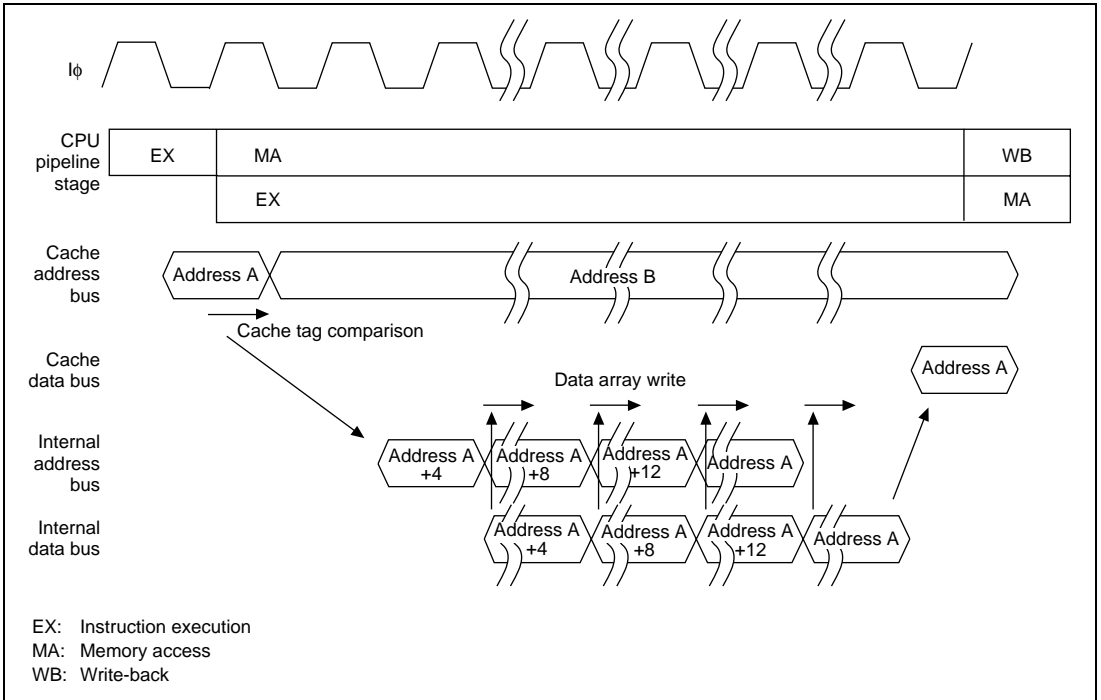 Iϕ
CPU
pipeline
stage
EX
MA
WB
EX
MA
Cache
address
bus
Address A
Address B
Cache tag comparison
Cache
data bus
Address A
Data array write
Internal
address
bus
Address A
+4
Address A
+8
Address A
+12
Address A
Internal
data bus
Address A
+4
Address A
+8
Address A
+12
Address A
EX: Instruction execution
MA: Memory access
WB: Write-back